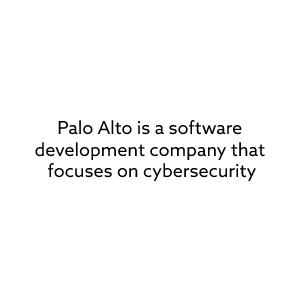 Palo Alto is a software
development company that
focuses on cybersecurity